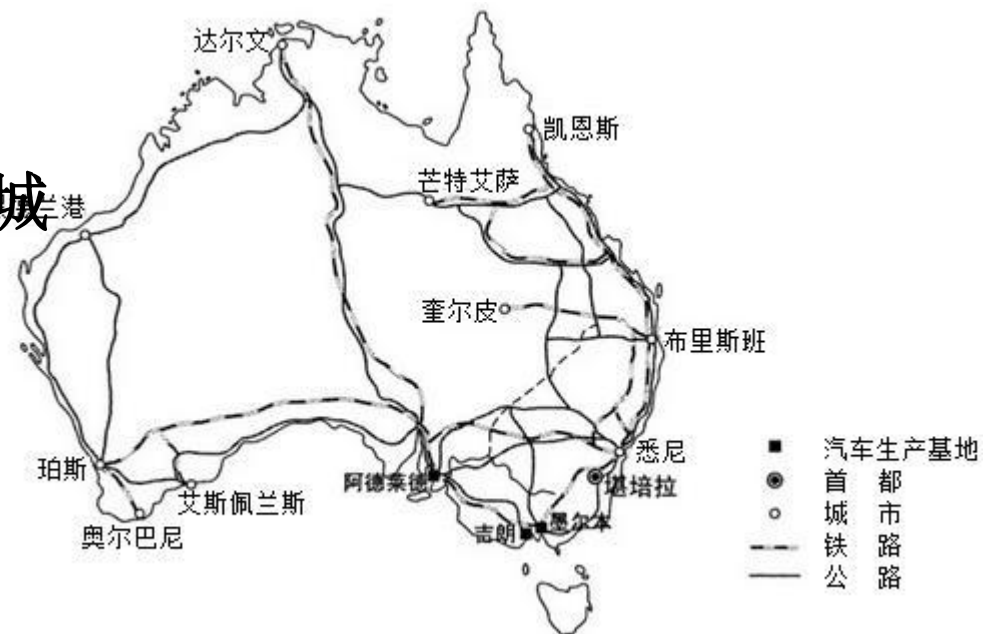 达尔文
凯恩斯
芒特艾萨
城
兰港
奎尔皮
布里斯班
珀斯
阿德莱德
悉尼
堪培拉
艾斯佩兰斯
奥尔巴尼
吉朗
墨尔本
汽车生产基地
首 都
城 市
铁 路
公 路